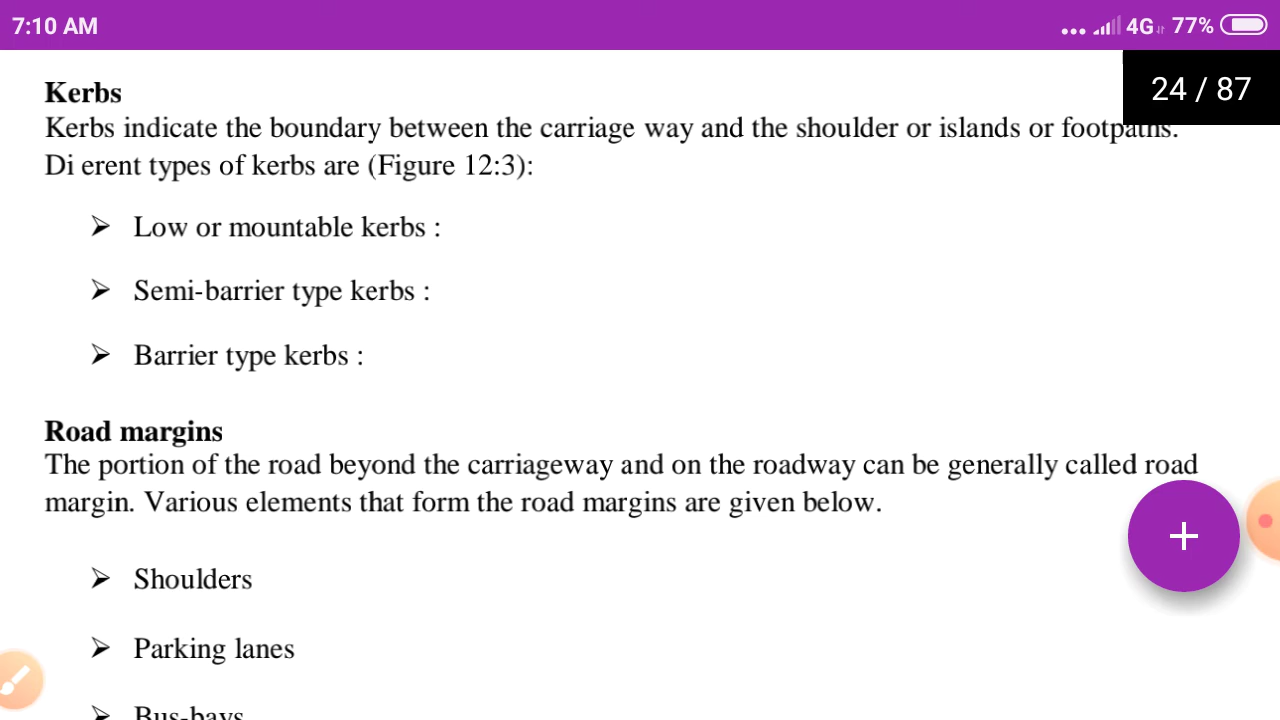 7:10 AM
4G 77%
24 / 87
Kerbs
Kerbs indicate the boundary between the carriage way and the shoulder or islands or footpaths.
Di erent types of kerbs are (Figure 12:3):
➢ Low or mountable kerbs :
➢ Semi-barrier type kerbs :
➢ Barrier type kerbs :
Road margins
The portion of the road beyond the carriageway and on the roadway can be generally called road
margin. Various elements that form the road margins are given below.
➢ Shoulders
➢ Parking lanes
➢ Bus-bays